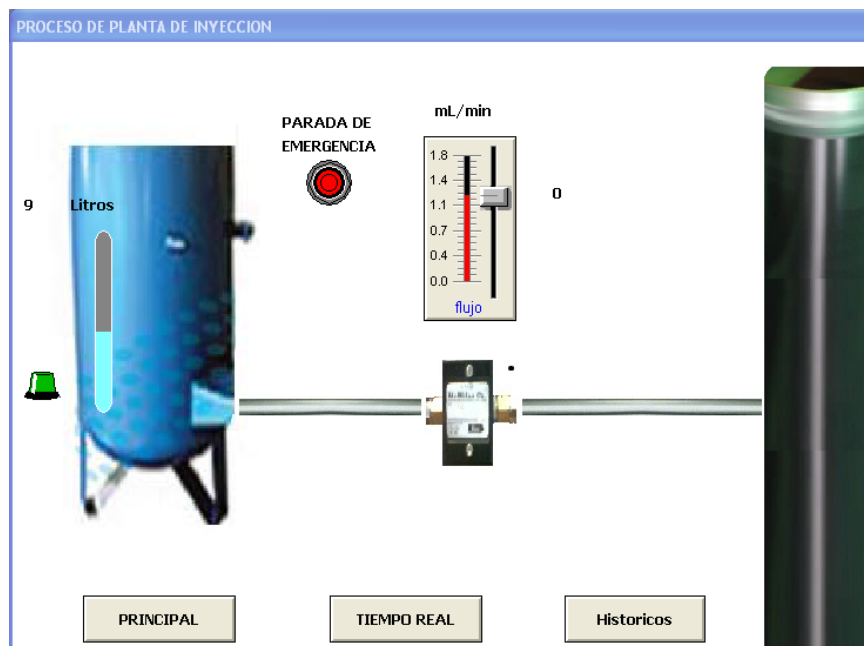 PROCESO DE PLANTA DE INYECCION
mL/min
PARADA DE
EMERGENCIA
1.8
1.4
1.1
0.7
0.4
0.0
flujo
0
9 Litros
PRINCIPAL
TIEMPO REAL
Historicos